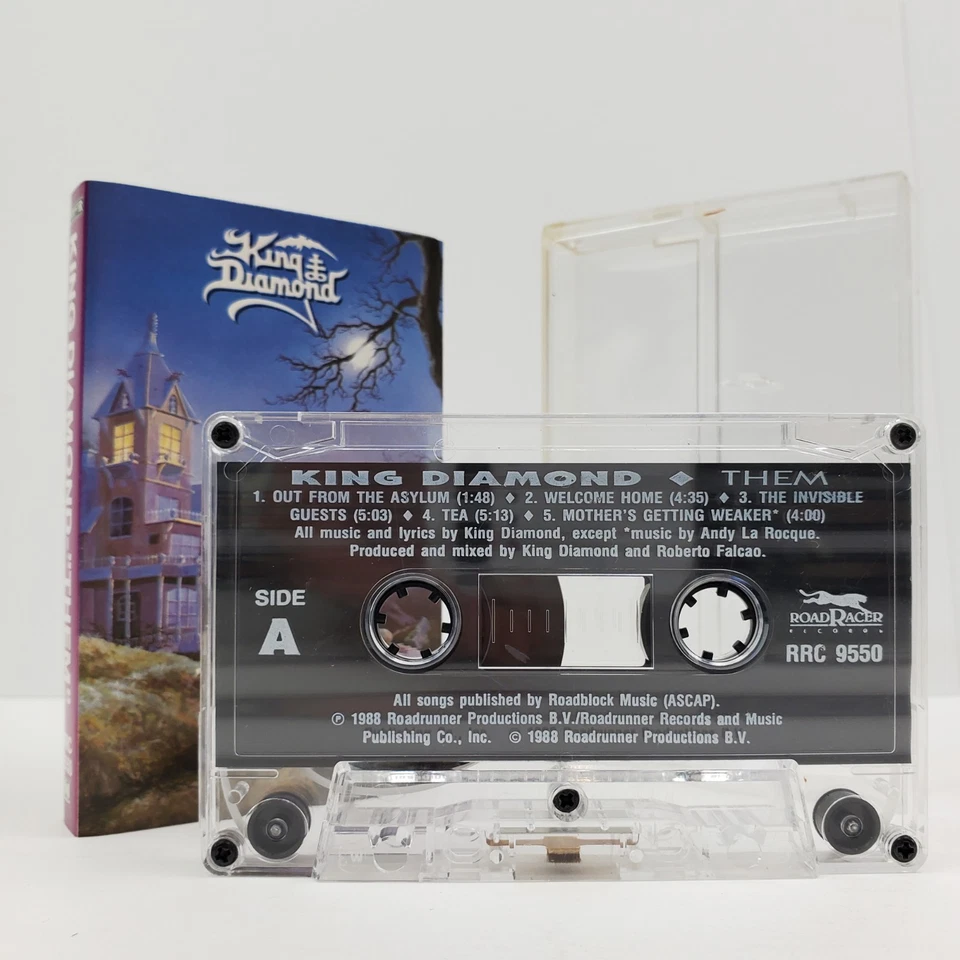 King
Diamond
KING DIAMOND "THEM"
KING DIAMOND ◆ THEM
1. OUT FROM THE ASYLUM (1:48) ♦ 2. WELCOME HOME (4:35) ♦ 3. THE INVISIBLE
GUESTS (5:03) ♦ 4. TEA (5:13) ♦ 5. MOTHER'S GETTING WEAKER* (4:00)
All music and lyrics by King Diamond, except *music by Andy La Rocque.
Produced and mixed by King Diamond and Roberto Falcao.
SIDE
A
ROADRACER
RECORDS
RRC 9550
All songs published by Roadblock Music (ASCAP).
℗ 1988 Roadrunner Productions B.V./Roadrunner Records and Music
Publishing Co., Inc. © 1988 Roadrunner Productions B.V.